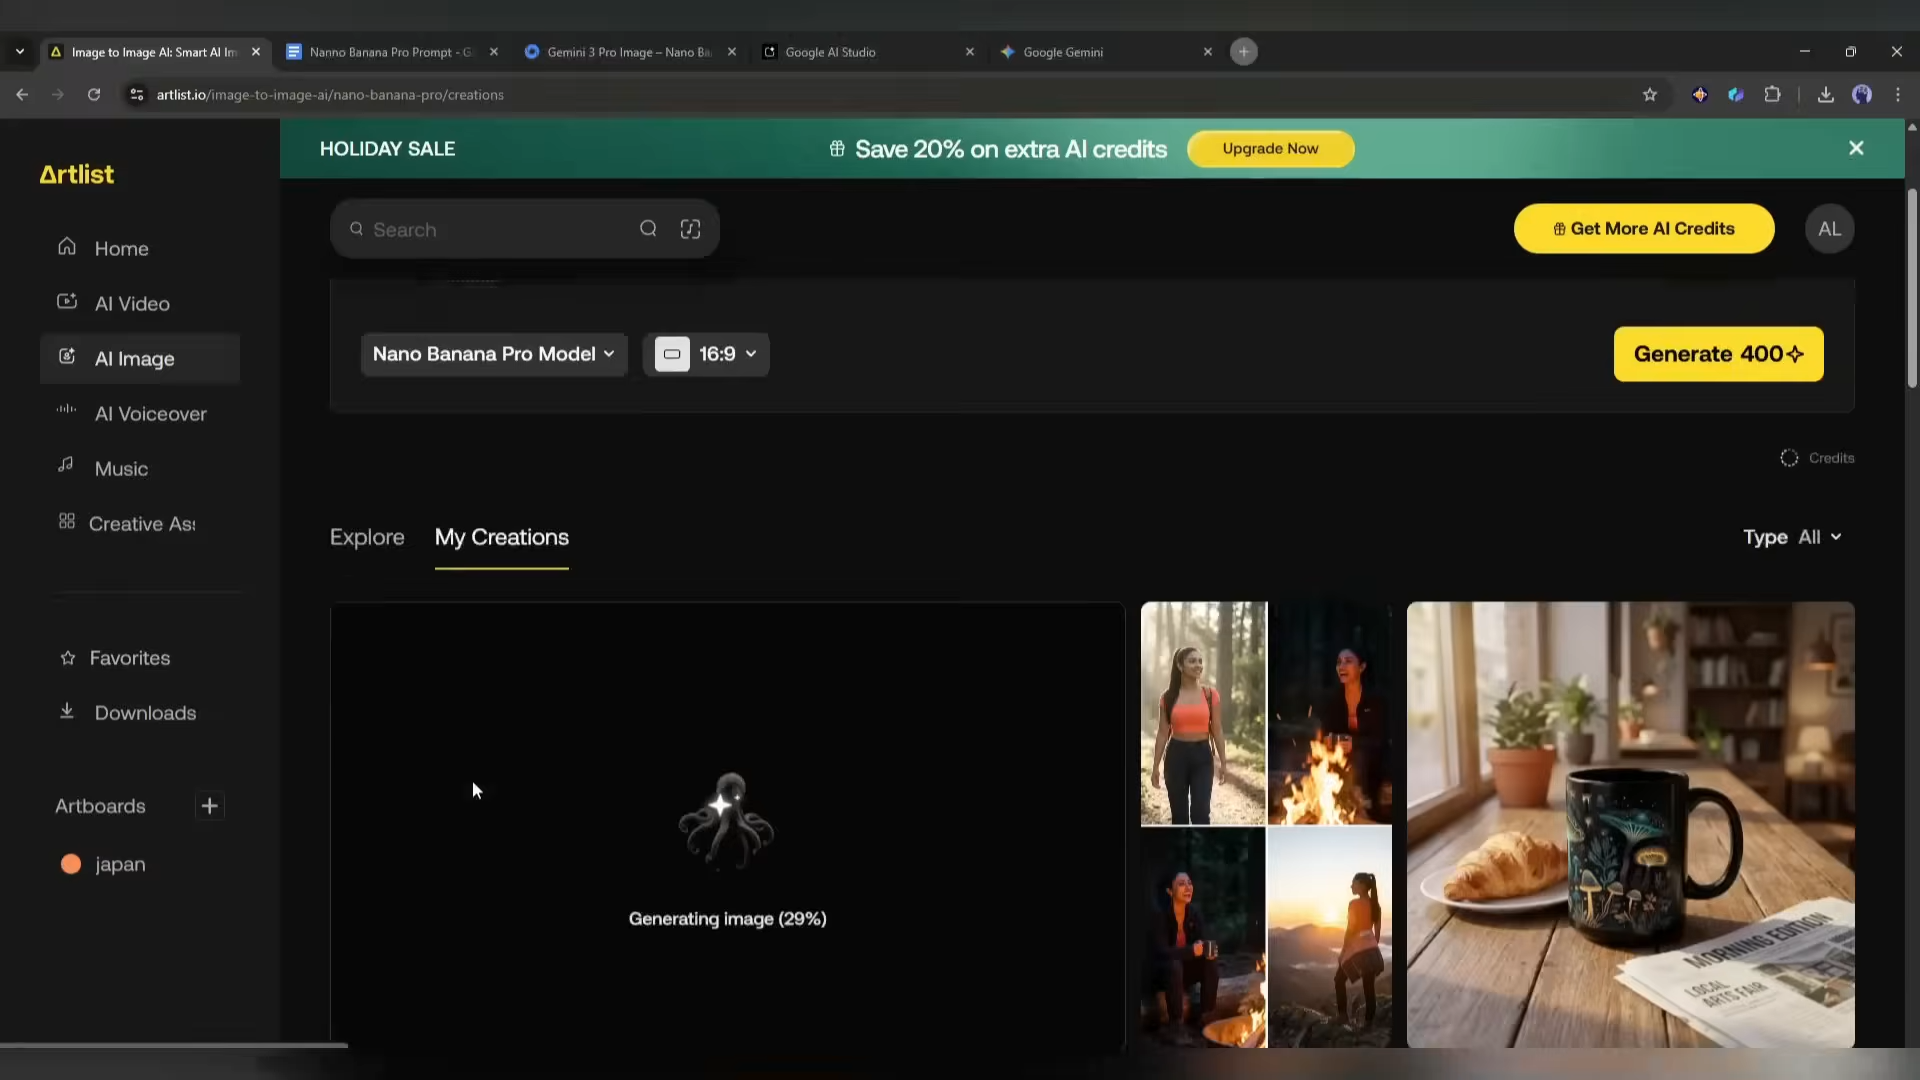 Image to Image AI: Smart AI Im
Nanno Banana Pro Prompt - G
Gemini 3 Pro Image – Nano Ba
Google AI Studio
Google Gemini
artlist.io/image-to-image-ai/nano-banana-pro/creations
HOLIDAY SALE
Save 20% on extra AI credits
Upgrade Now
Artlist
Search
Get More AI Credits
AL
Home
AI Video
AI Image
AI Voiceover
Music
Creative Ass
Nano Banana Pro Model
16:9
Generate 400
Credits
Explore
My Creations
Type All
Favorites
Downloads
Artboards
japan
Generating image (29%)
MORNING EDITION
LOCAL
ARTS FAIR